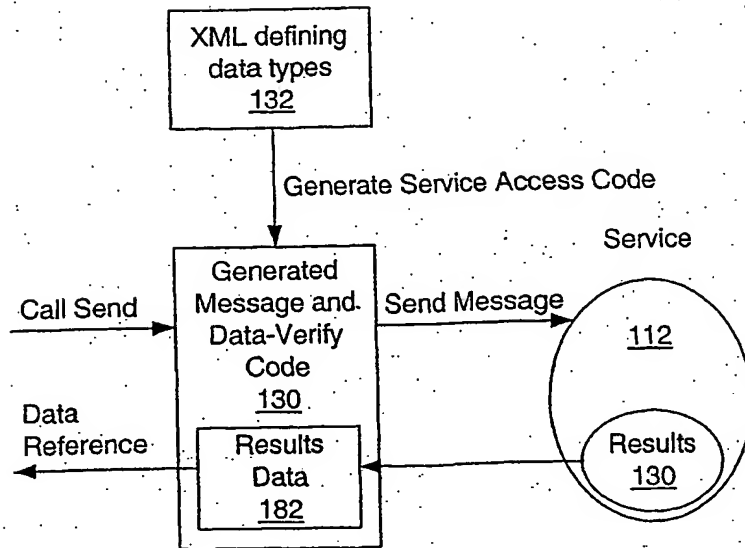 XML defining
data types
132
Generate Service Access Code
Service
Generated
Message and
Data-Verify
Code
130
Call Send
Send Message
112
Data
Reference
Results
Data
182
Results
130